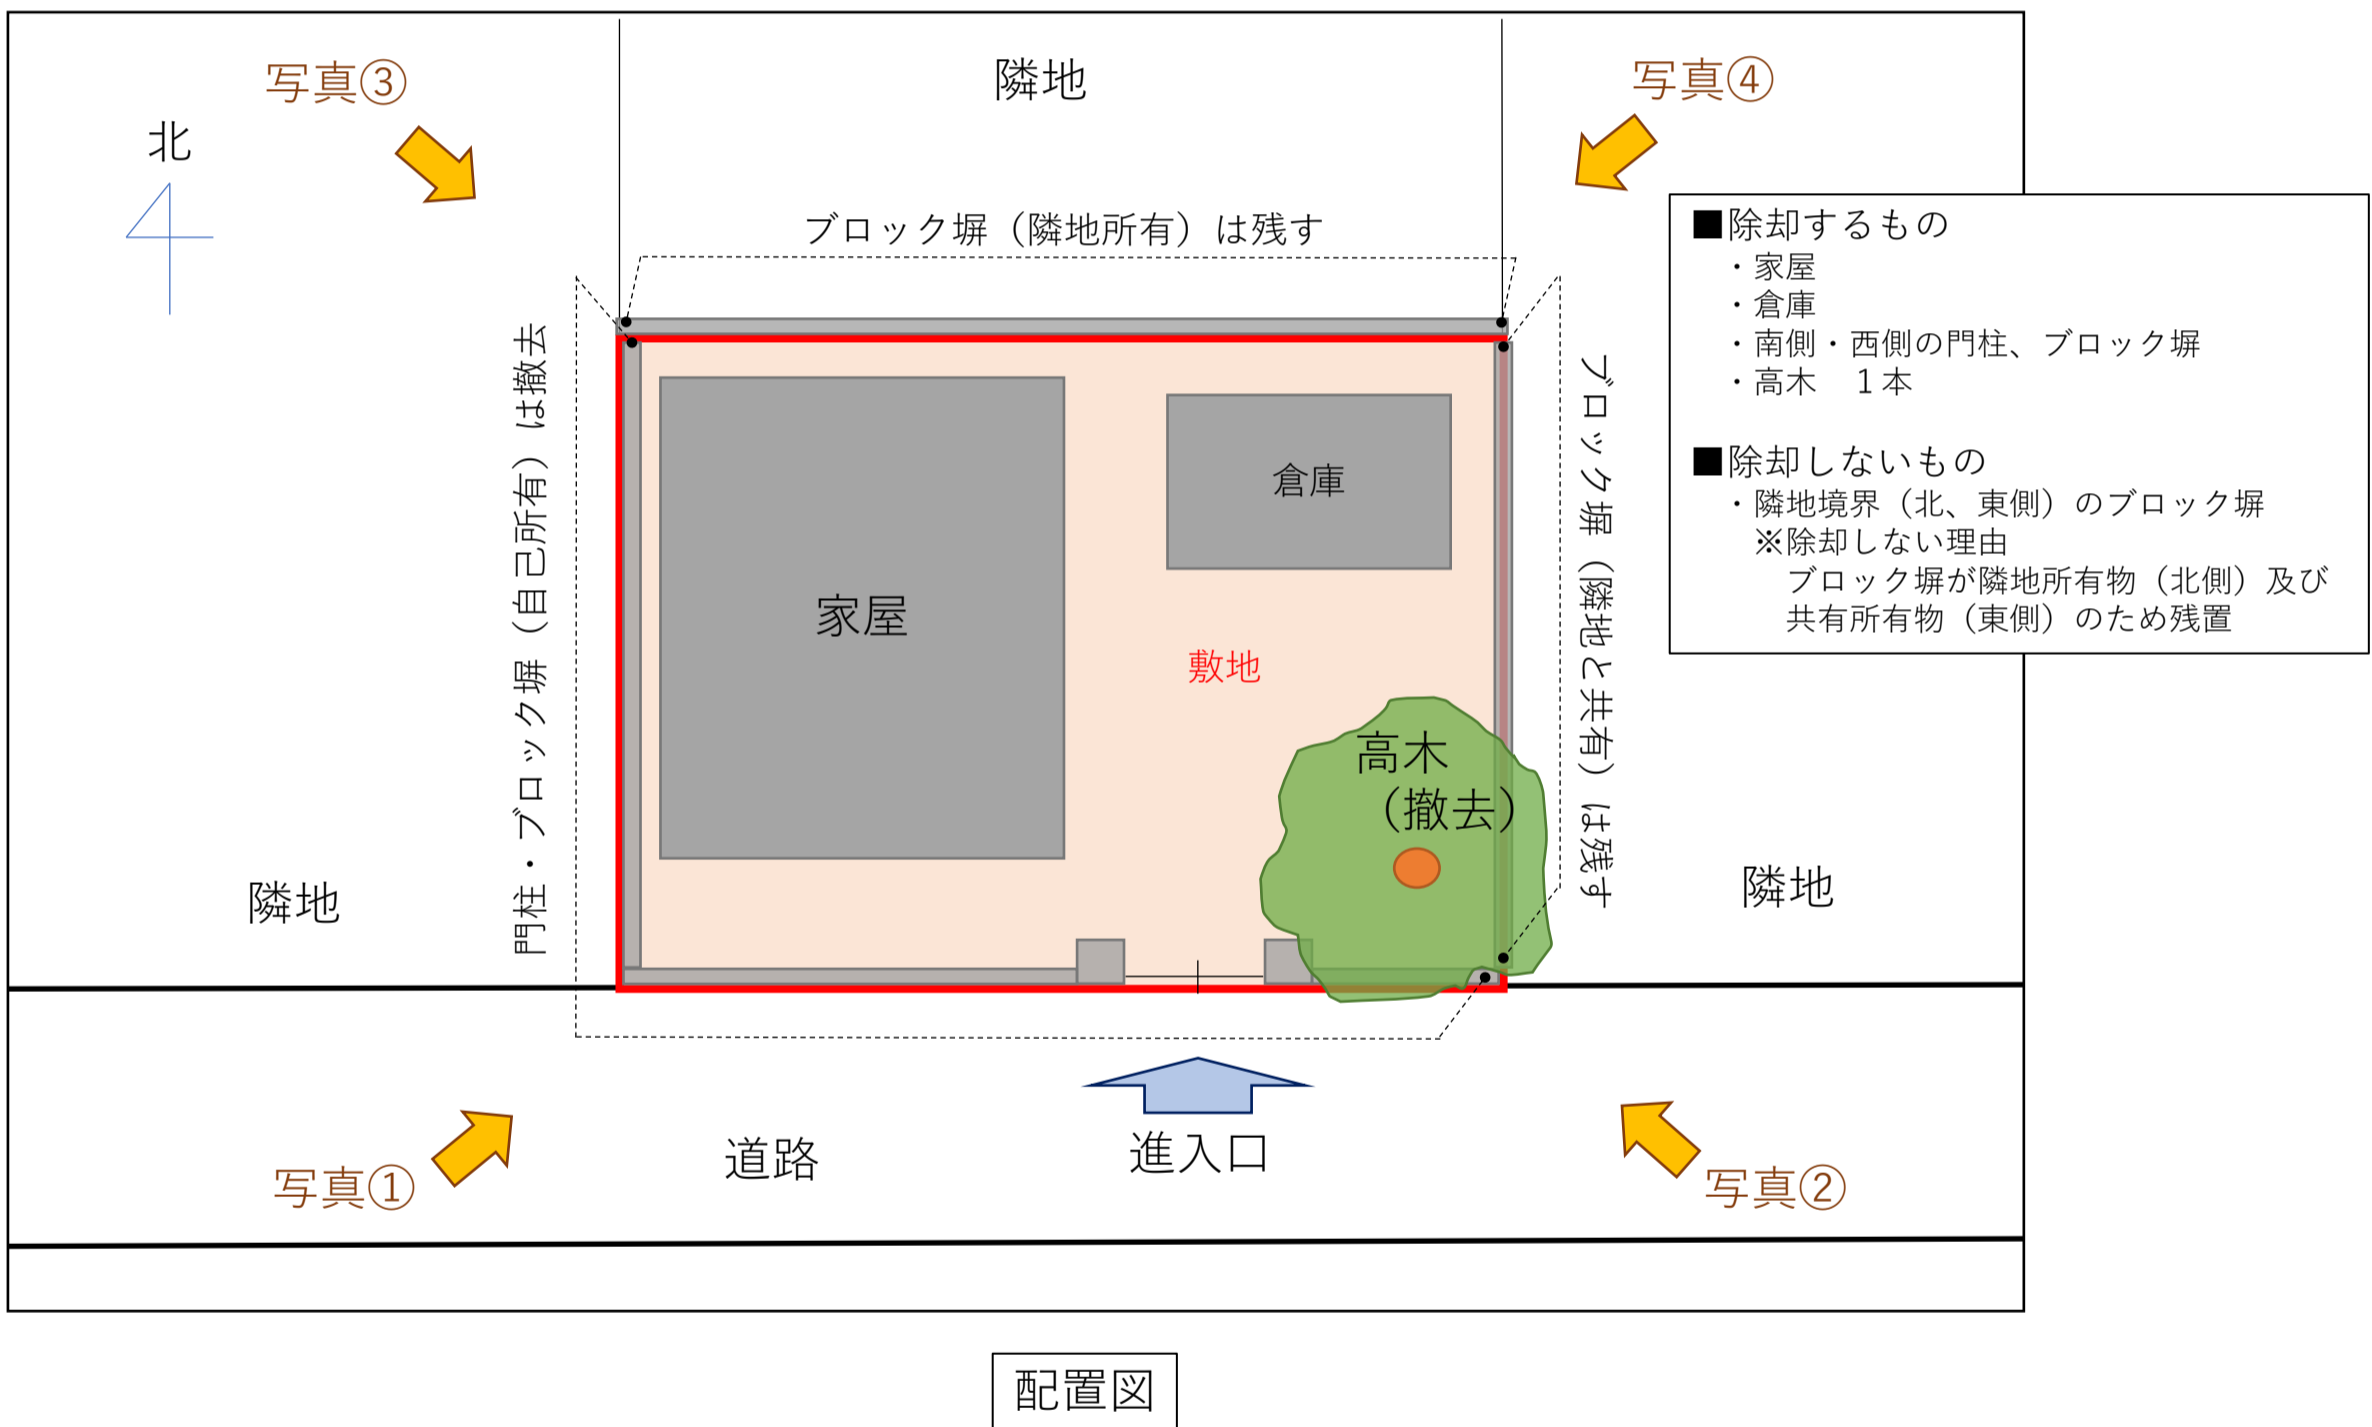 写真③
隣地
写真④
北
ブロック塀（隣地所有）は残す
■除却するもの
・家屋
・倉庫
・南側・西側の門柱、ブロック塀
・高木　１本
■除却しないもの
・隣地境界（北、東側）のブロック塀
※除却しない理由
ブロック塀が隣地所有物（北側）及び
共有所有物（東側）のため残置
門柱・ブロック塀（自己所有）は撤去
ブロック塀（隣地と共有）は残す
倉庫
家屋
敷地
高木
（撤去）
隣地
隣地
道路
進入口
写真①
写真②
配置図